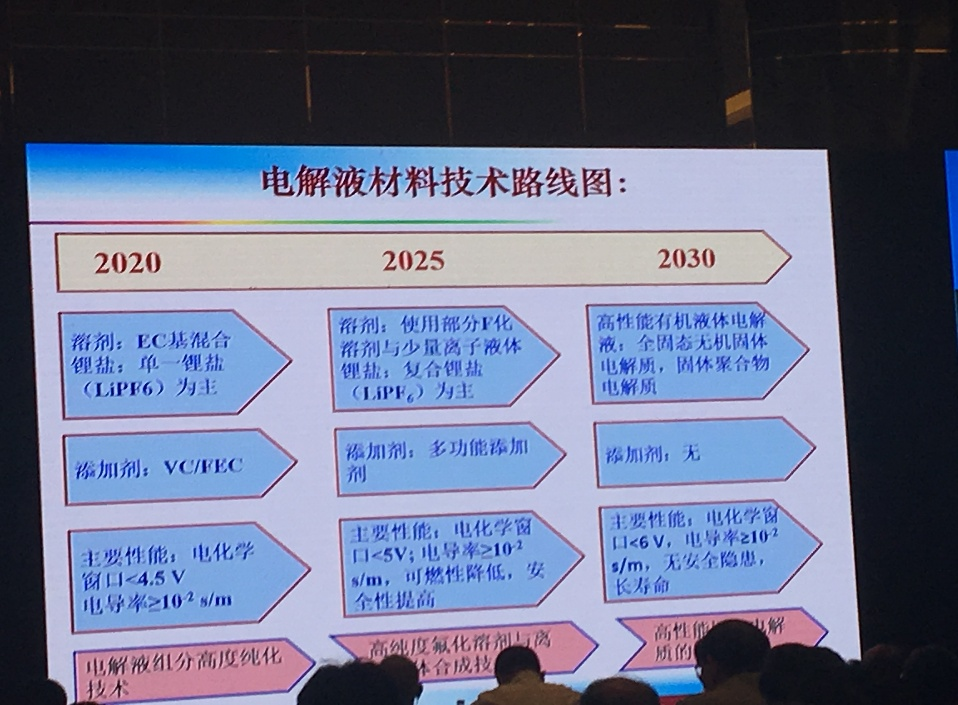 电解液材料技术路线图：
2020 2025 2030
溶剂：EC基混合
锂盐：单一锂盐
（LiPF6）为主
溶剂：使用部分F化
溶剂与少量离子液体
锂盐：复合锂盐
（LiPF₆）为主
高性能有机液体电解
液：全固态无机固体
电解质，固体聚合物
电解质
添加剂：VC/FEC
添加剂：多功能添加
剂
添加剂：无
主要性能：电化学
窗口<4.5 V
电导率≥10⁻² s/m
主要性能：电化学窗
口<5V；电导率≥10⁻²
s/m，可燃性降低，安
全性提高
主要性能：电化学窗
口<6 V，电导率≥10⁻²
s/m，无安全隐患，
长寿命
电解液组分高度纯化
技术
高纯度氟化溶剂与离
体合成技
高性能 电解
质的